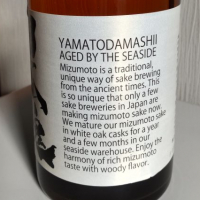 YAMATODAMASHII
AGED BY THE SEASIDE
Mizumoto is a traditional,
unique way of sake brewing
from the ancient times. This
is so unique that only a few
sake breweries in Japan are
making mizumoto sake now.
We mature our mizumoto sake
in white oak casks for a year
and a few months in our
seaside warehouse. Enjoy the
harmony of rich mizumoto
taste with woody flavor.